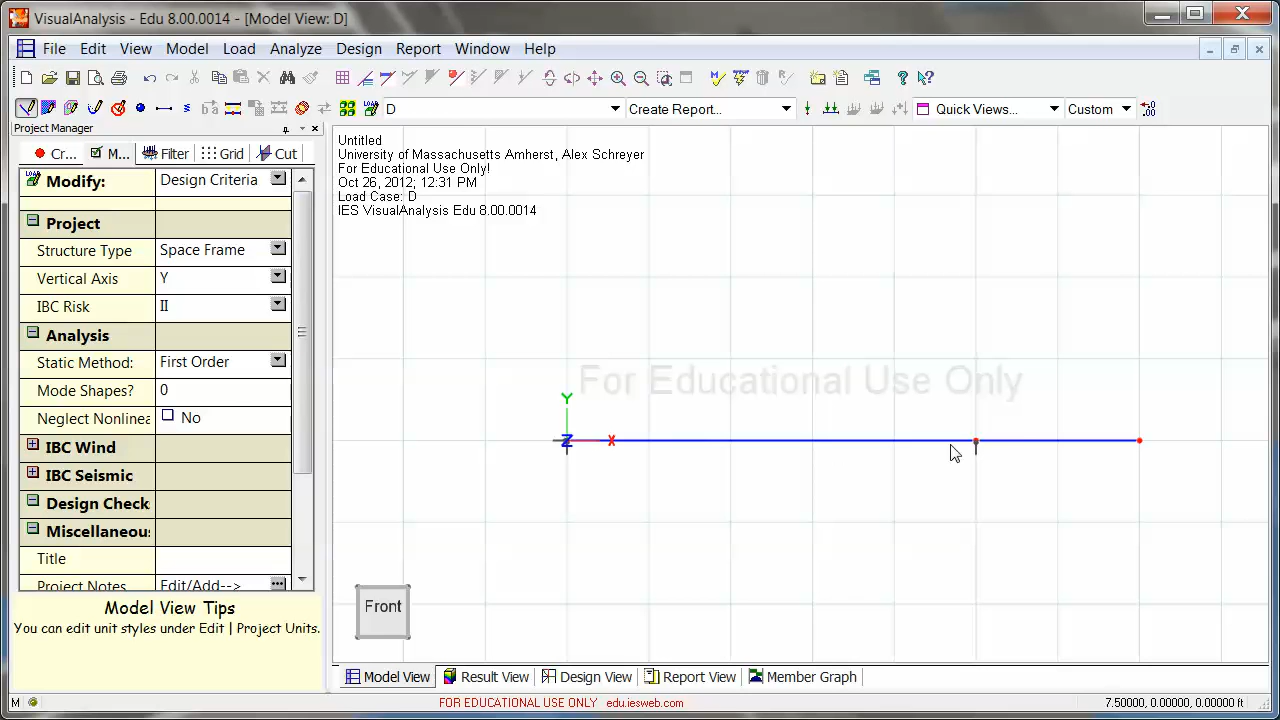 VisualAnalysis - Edu 8.00.0014 - [Model View: D]
File Edit View Model Load Analyze Design Report Window Help
D Create Report... Quick Views... Custom
Project Manager
Cr... M... Filter Grid Cut
Modify: Design Criteria
Project
Structure Type Space Frame
Vertical Axis Y
IBC Risk II
Analysis
Static Method: First Order
Mode Shapes? 0
Neglect Nonlinea No
IBC Wind
IBC Seismic
Design Check
Miscellaneou
Title
Project Notes Edit/Add-->
Model View Tips
You can edit unit styles under Edit | Project Units.
Untitled
University of Massachusetts Amherst, Alex Schreyer
For Educational Use Only!
Oct 26, 2012; 12:31 PM
Load Case: D
IES VisualAnalysis Edu 8.00.0014
For Educational Use Only
Y
Z X
Front
Model View Result View Design View Report View Member Graph
M FOR EDUCATIONAL USE ONLY edu.iesweb.com 7.50000, 0.00000, 0.00000 ft